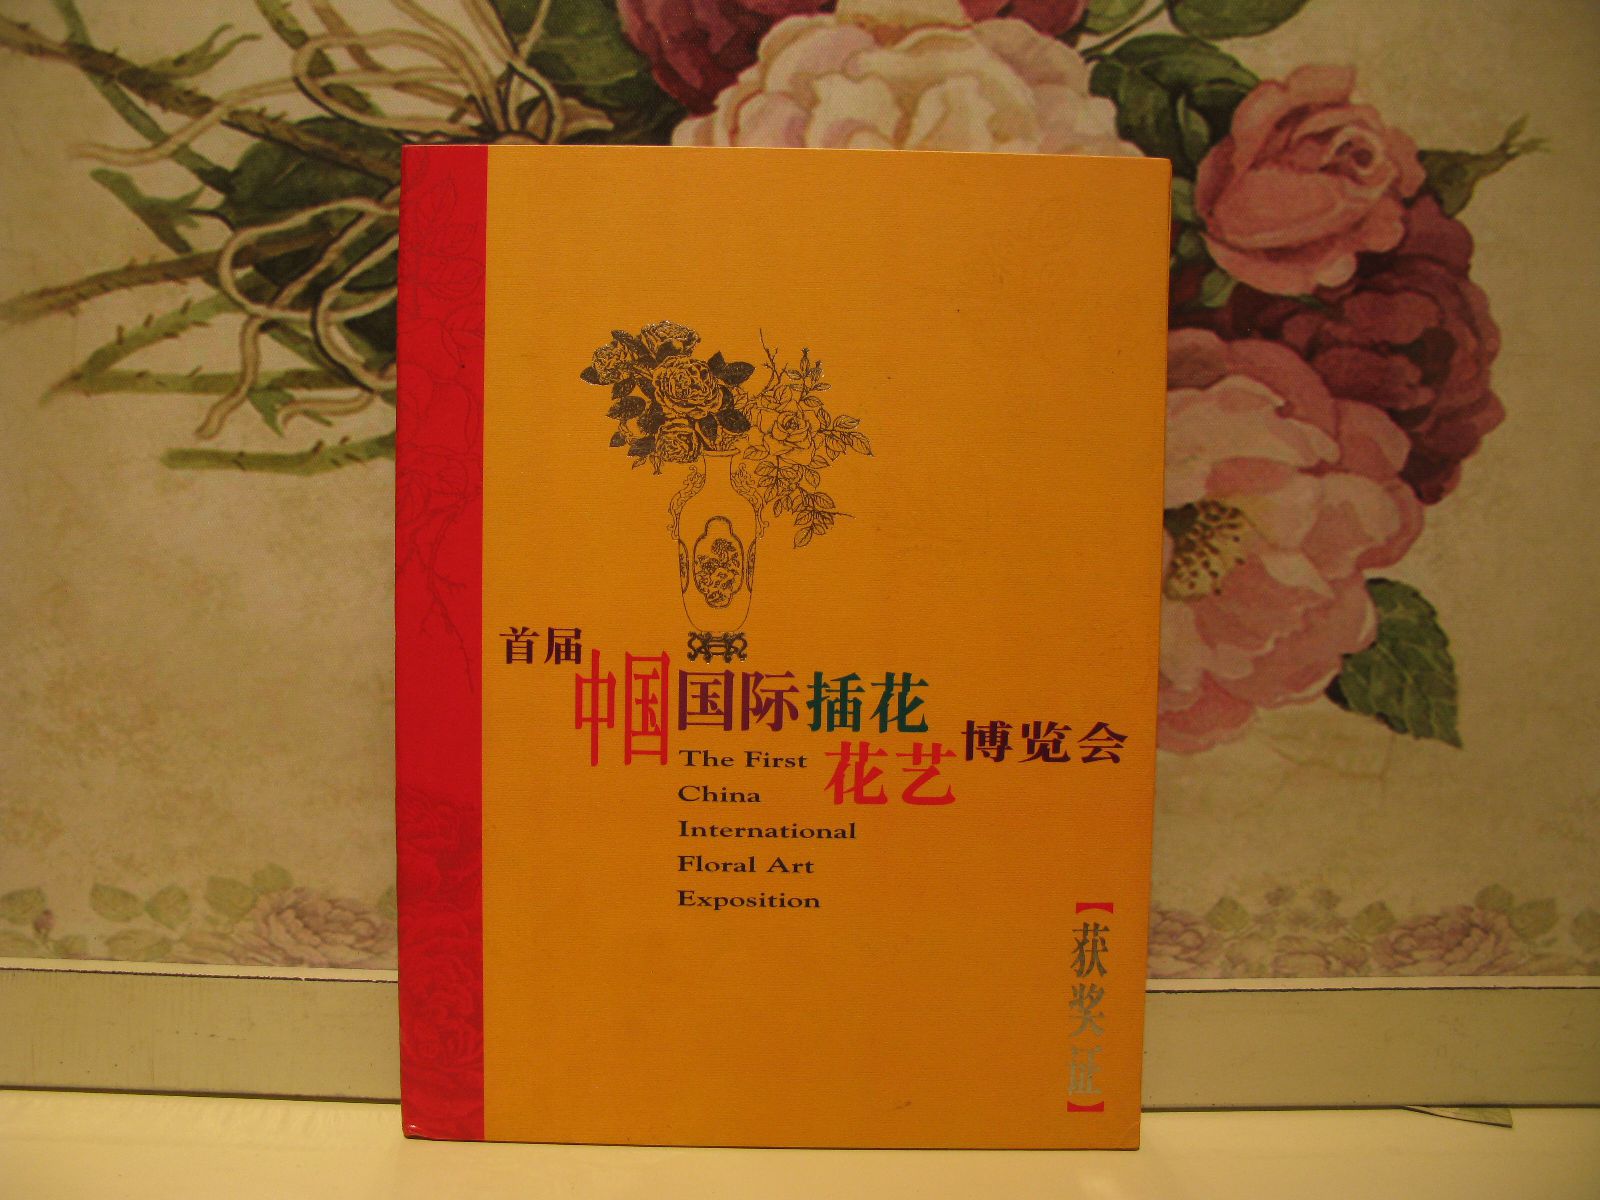 首届
中国国际插花
花艺博览会
The First
China
International
Floral Art
Exposition
【获奖证】